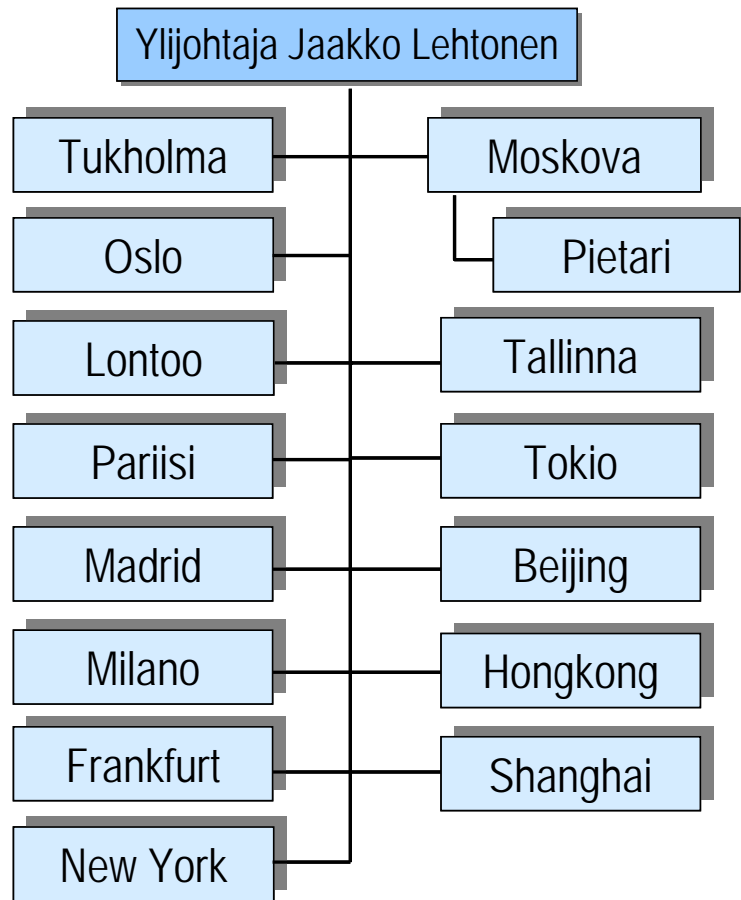 Ylijohtaja Jaakko Lehtonen
Tukholma
Moskova
Oslo
Pietari
Lontoo
Tallinna
Pariisi
Tokio
Madrid
Beijing
Milano
Hongkong
Frankfurt
Shanghai
New York